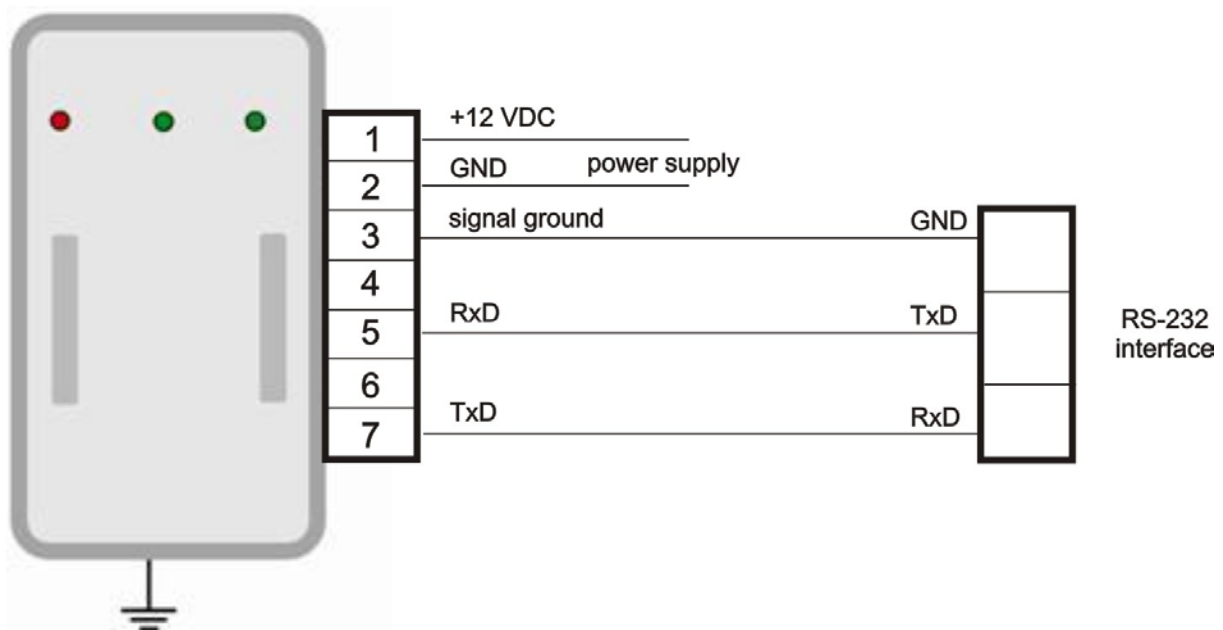 1
+12 VDC
2
GND
power supply
3
signal ground
GND
4
5
RxD
TxD
RS-232
interface
6
7
TxD
RxD